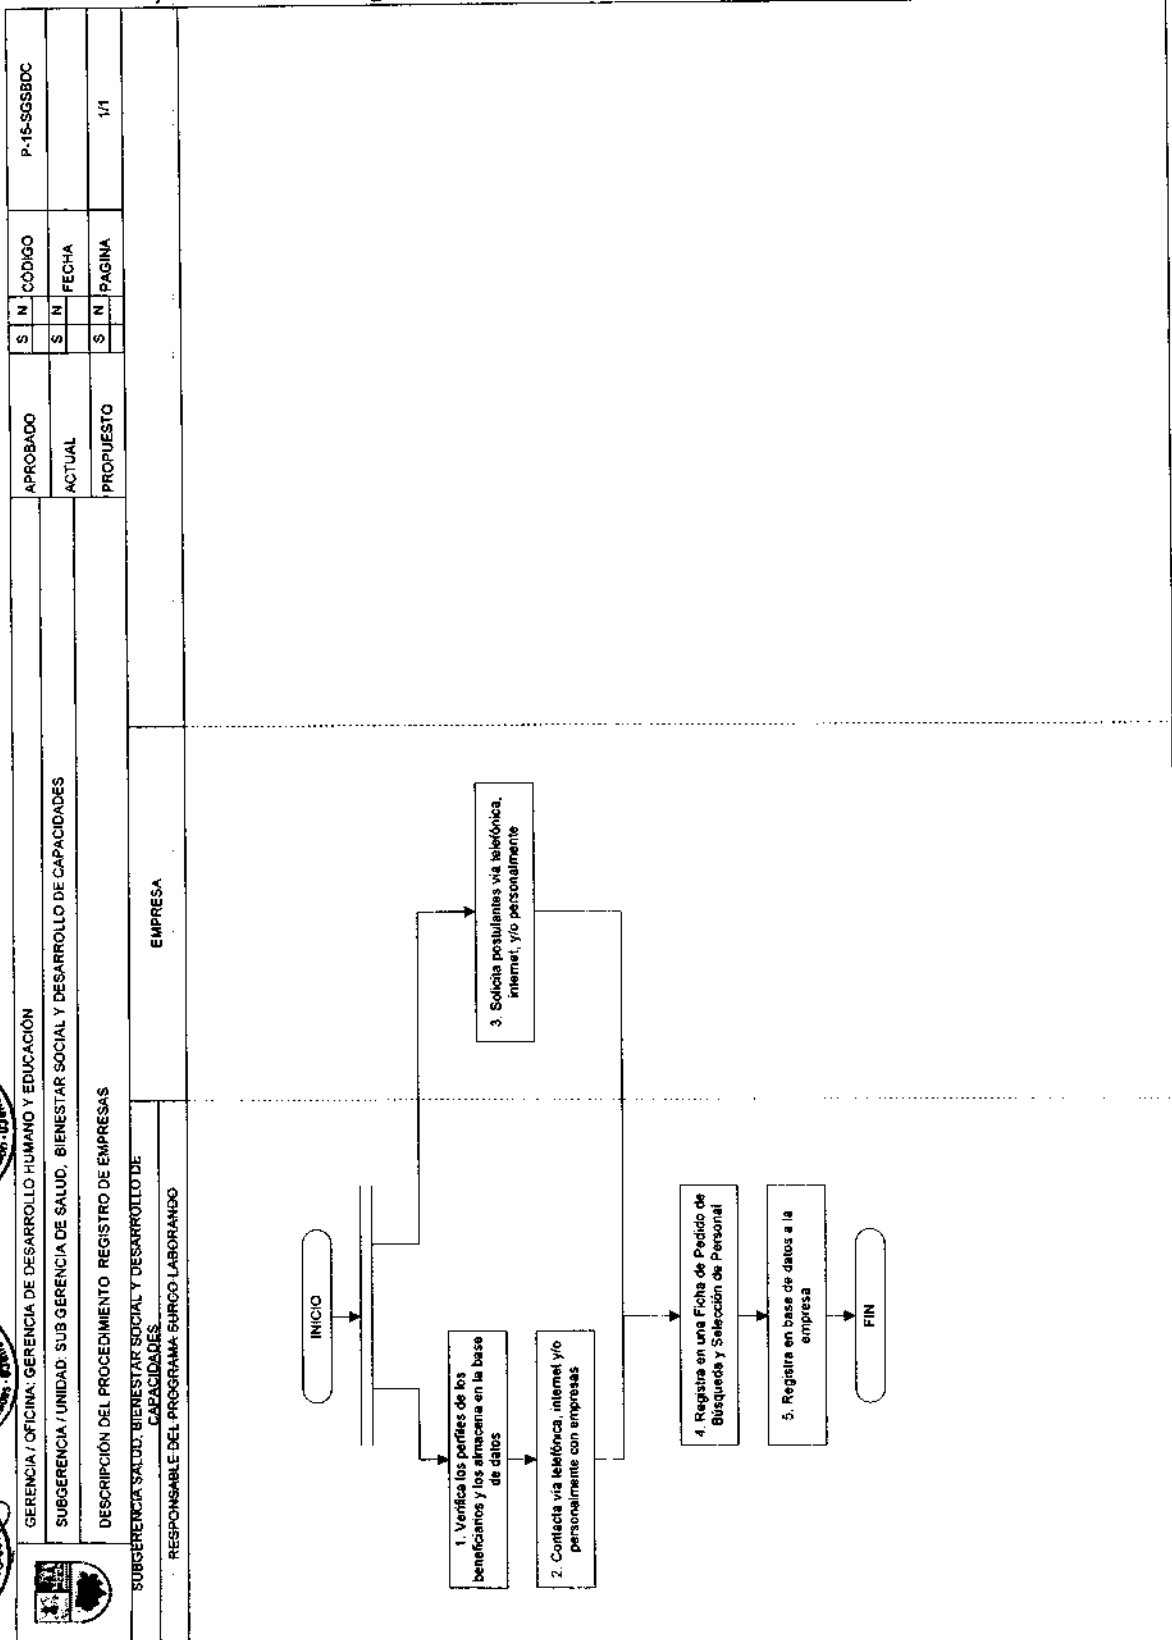 GERENCIA / OFICINA: GERENCIA DE DESARROLLO HUMANO Y EDUCACIÓN
APROBADO
S N
CODIGO
P-15-SGSBDC
SUBGERENCIA / UNIDAD: SUB GERENCIA DE SALUD, BIENESTAR SOCIAL Y DESARROLLO DE CAPACIDADES
ACTUAL
S N
FECHA
DESCRIPCIÓN DEL PROCEDIMIENTO REGISTRO DE EMPRESAS
PROPUESTO
S N
PAGINA
1/1
SUBGERENCIA SALUD, BIENESTAR SOCIAL Y DESARROLLO DE
CAPACIDADES
RESPONSABLE DEL PROGRAMA SURCO LABORANDO
EMPRESA
INICIO
1. Verifica los perfiles de los
beneficiarios y los almacena en la base
de datos
2. Contacta vía telefónica, internet y/o
personalmente con empresas
3. Solicita postulantes vía telefónica,
internet, y/o personalmente
4. Registra en una Ficha de Pedido de
Búsqueda y Selección de Personal
5. Registra en base de datos a la
empresa
FIN